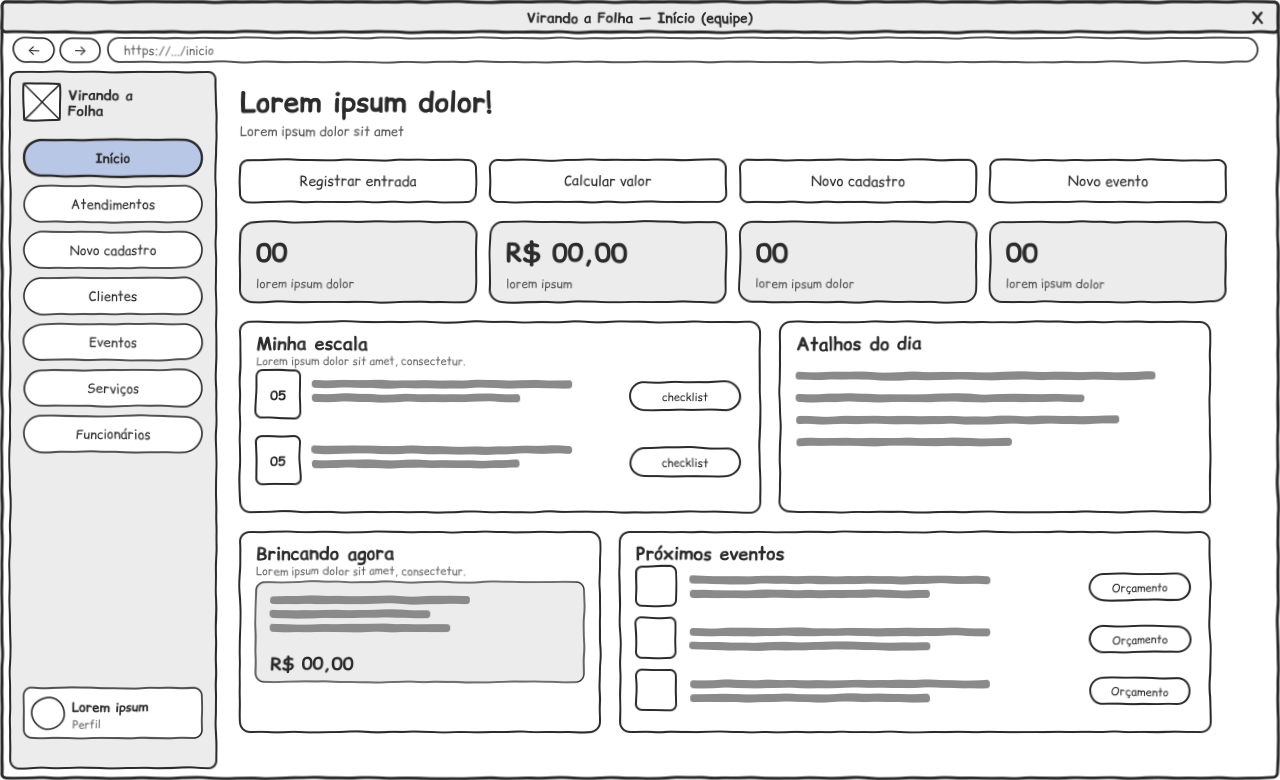 Virando a Folha — Início (equipe)
X
← →
https://.../inicio
Virando a
Folha
Início
Atendimentos
Novo cadastro
Clientes
Eventos
Serviços
Funcionários
Lorem ipsum
Perfil
Lorem ipsum dolor!
Lorem ipsum dolor sit amet
Registrar entrada
Calcular valor
Novo cadastro
Novo evento
00
lorem ipsum dolor
R$ 00,00
lorem ipsum
00
lorem ipsum dolor
00
lorem ipsum dolor
Minha escala
Lorem ipsum dolor sit amet, consectetur.
05
checklist
05
checklist
Atalhos do dia
Brincando agora
Lorem ipsum dolor sit amet, consectetur.
R$ 00,00
Próximos eventos
Orçamento
Orçamento
Orçamento